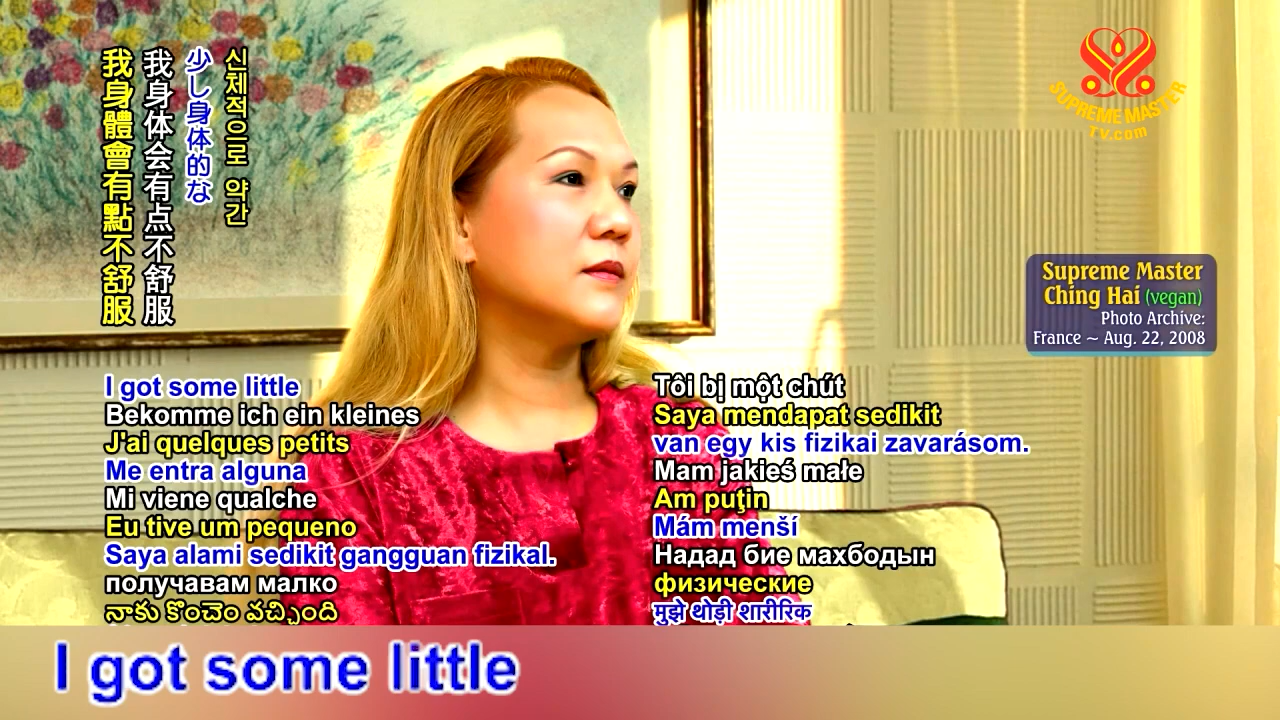 我身體會有點不舒服
我身体会有点不舒服
少し身体的な
신체적으로 약간
SUPREME MASTER
TV.com
Supreme Master
Ching Hai (vegan)
Photo Archive:
France ~ Aug. 22, 2008
I got some little
Bekomme ich ein kleines
J'ai quelques petits
Me entra alguna
Mi viene qualche
Eu tive um pequeno
Saya alami sedikit gangguan fizikal.
получавам малко
నాకు కొంచెం వచ్చింది
Tôi bị một chút
Saya mendapat sedikit
van egy kis fizikai zavarásom.
Mam jakieś małe
Am puţin
Mám menší
Надад бие махбодын
физические
मुझे थोड़ी शारीरिक
I got some little